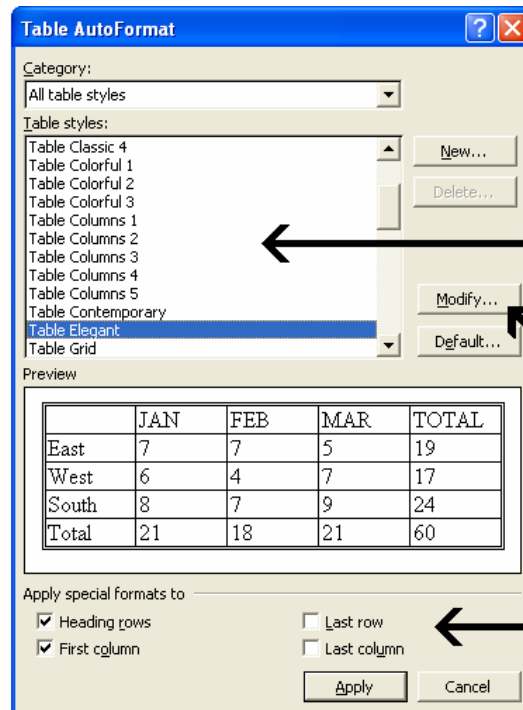 Table AutoFormat
Category:
All table styles
Table styles:
Table Classic 4
Table Colorful 1
Table Colorful 2
Table Colorful 3
Table Columns 1
Table Columns 2
Table Columns 3
Table Columns 4
Table Columns 5
Table Contemporary
Table Elegant
Table Grid
New...
Delete...
Modify...
Default...
Preview
JAN FEB MAR TOTAL
East 7 7 5 19
West 6 4 7 17
South 8 7 9 24
Total 21 18 21 60
Apply special formats to
Heading rows Last row
First column Last column
Apply Cancel